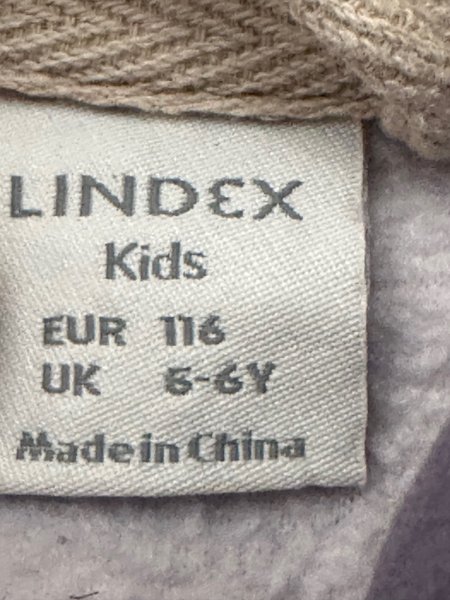 LINDEX
Kids
EUR 116
UK 5-6Y
Made in China